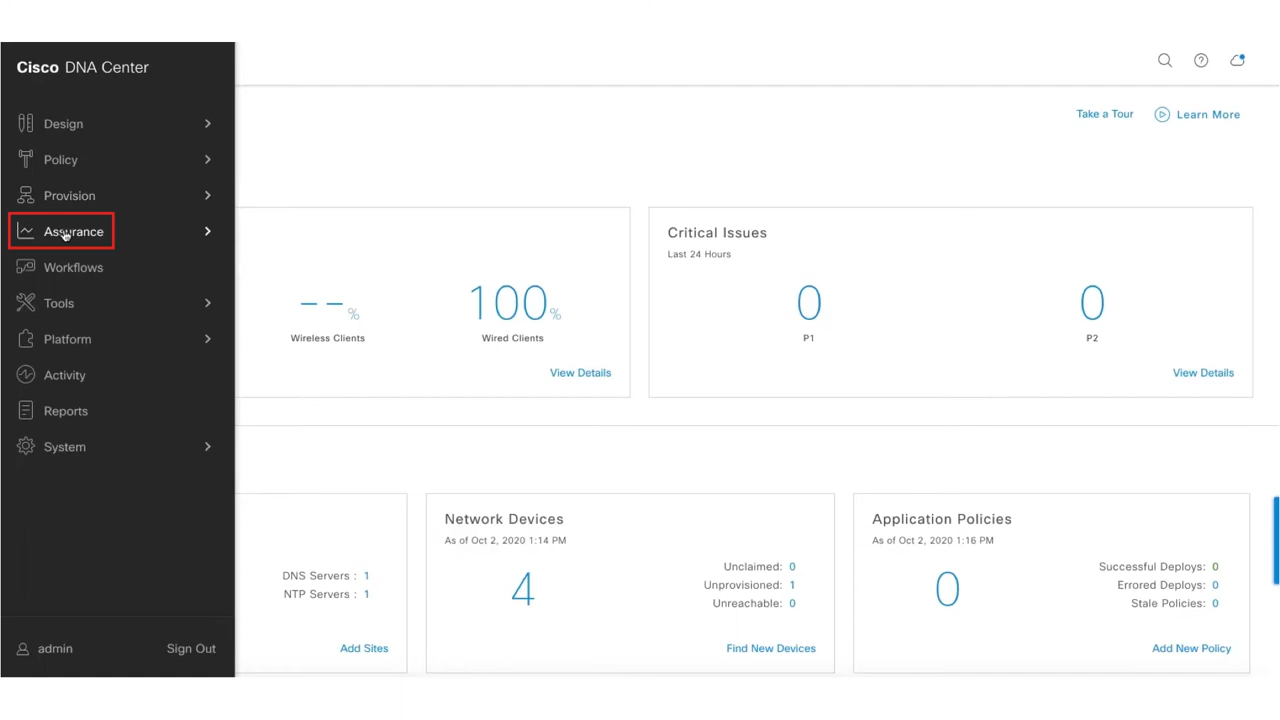 Cisco DNA Center
Design
Policy
Provision
Assurance
Workflows
Tools
Platform
Activity
Reports
System
admin
Sign Out
Take a Tour
Learn More
--%
Wireless Clients
100%
Wired Clients
View Details
Critical Issues
Last 24 Hours
0
P1
0
P2
View Details
DNS Servers : 1
NTP Servers : 1
Add Sites
Network Devices
As of Oct 2, 2020 1:14 PM
4
Unclaimed: 0
Unprovisioned: 1
Unreachable: 0
Find New Devices
Application Policies
As of Oct 2, 2020 1:16 PM
0
Successful Deploys: 0
Errored Deploys: 0
Stale Policies: 0
Add New Policy